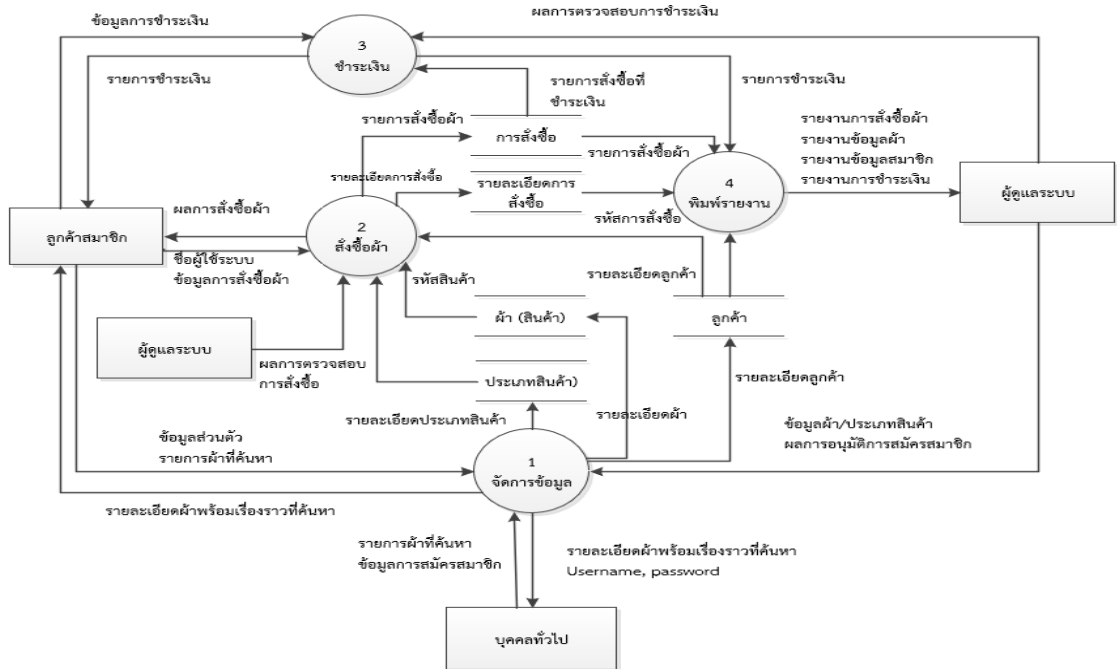 ผลการตรวจสอบการชำระเงิน
ข้อมูลการชำระเงิน
3
ชำระเงิน
รายการชำระเงิน
รายการสั่งซื้อที่
ชำระเงิน
รายการชำระเงิน
รายการสั่งซื้อผ้า
การสั่งซื้อ
รายการสั่งซื้อผ้า
รายงานการสั่งซื้อผ้า
รายงานข้อมูลผ้า
รายงานข้อมูลสมาชิก
รายงานการชำระเงิน
รายละเอียดการสั่งซื้อ
รายละเอียดการ
สั่งซื้อ
4
พิมพ์รายงาน
ผู้ดูแลระบบ
ผลการสั่งซื้อผ้า
ลูกค้าสมาชิก
2
สั่งซื้อผ้า
รหัสการสั่งซื้อ
ชื่อผู้ใช้ระบบ
ข้อมูลการสั่งซื้อผ้า
รหัสสินค้า
รายละเอียดลูกค้า
ผ้า (สินค้า)
ลูกค้า
ผู้ดูแลระบบ
ผลการตรวจสอบ
การสั่งซื้อ
ประเภทสินค้า)
รายละเอียดลูกค้า
รายละเอียดประเภทสินค้า
รายละเอียดผ้า
ข้อมูลผ้า/ประเภทสินค้า
ผลการอนุมัติการสมัครสมาชิก
ข้อมูลส่วนตัว
รายการผ้าที่ค้นหา
1
จัดการข้อมูล
รายละเอียดผ้าพร้อมเรื่องราวที่ค้นหา
รายการผ้าที่ค้นหา
ข้อมูลการสมัครสมาชิก
รายละเอียดผ้าพร้อมเรื่องราวที่ค้นหา
Username, password
บุคคลทั่วไป